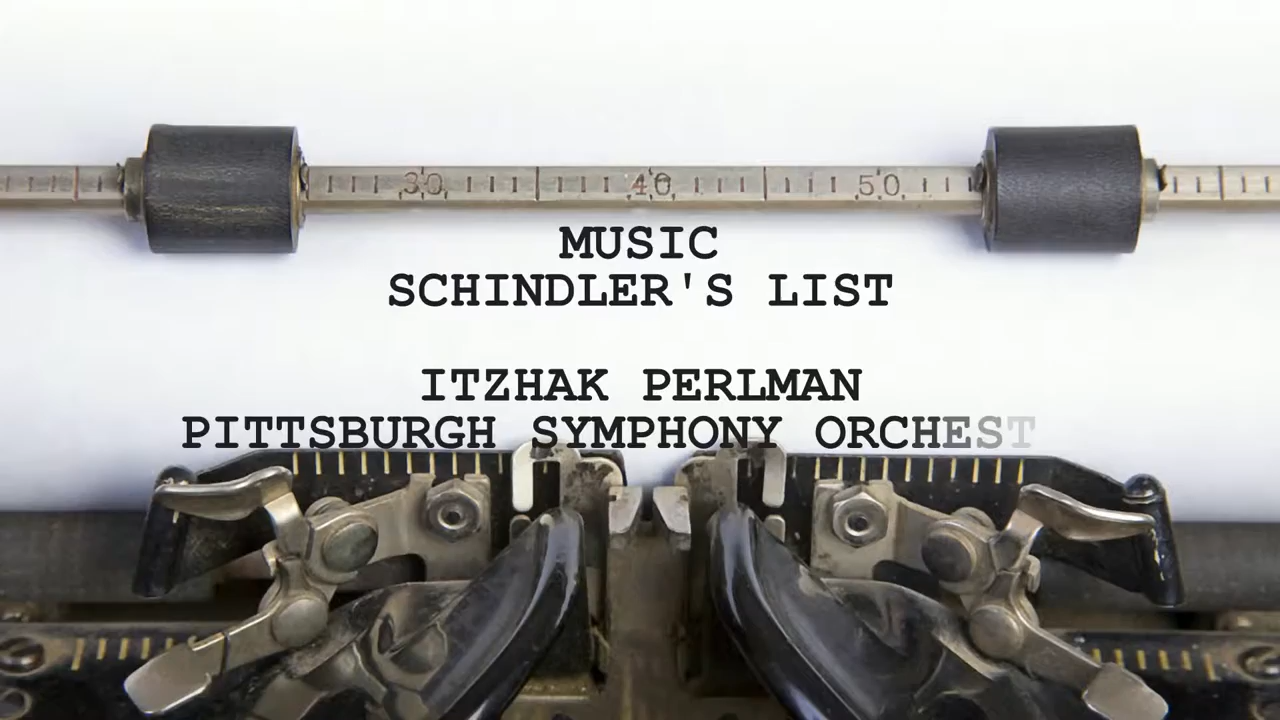 30 40 50
MUSIC
SCHINDLER'S LIST
ITZHAK PERLMAN
PITTSBURGH SYMPHONY ORCHEST